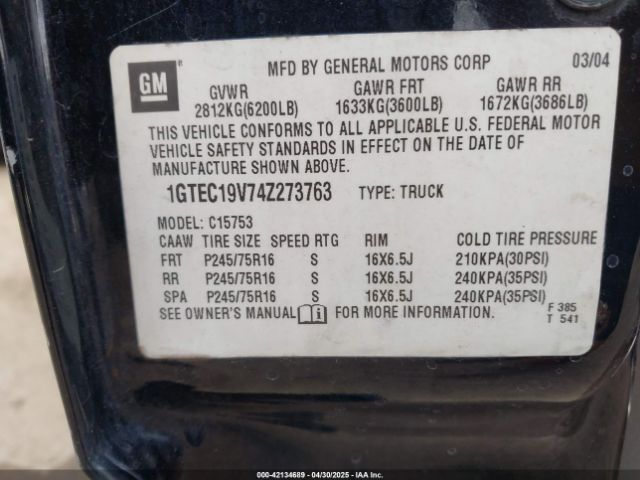 GM
®
MFD BY GENERAL MOTORS CORP 03/04
GVWR GAWR FRT GAWR RR
2812KG(6200LB) 1633KG(3600LB) 1672KG(3686LB)
THIS VEHICLE CONFORMS TO ALL APPLICABLE U.S. FEDERAL MOTOR
VEHICLE SAFETY STANDARDS IN EFFECT ON THE DATE OF
MANUFACTURE SHOWN ABOVE.
1GTEC19V74Z273763 TYPE: TRUCK
MODEL: C15753
CAAW TIRE SIZE SPEED RTG RIM COLD TIRE PRESSURE
FRT P245/75R16 S 16X6.5J 210KPA(30PSI)
RR P245/75R16 S 16X6.5J 240KPA(35PSI)
SPA P245/75R16 S 16X6.5J 240KPA(35PSI)
SEE OWNER'S MANUAL FOR MORE INFORMATION.
F 385
T 541
000-42134689 - 04/30/2025 - Copyright: IAA, Inc.